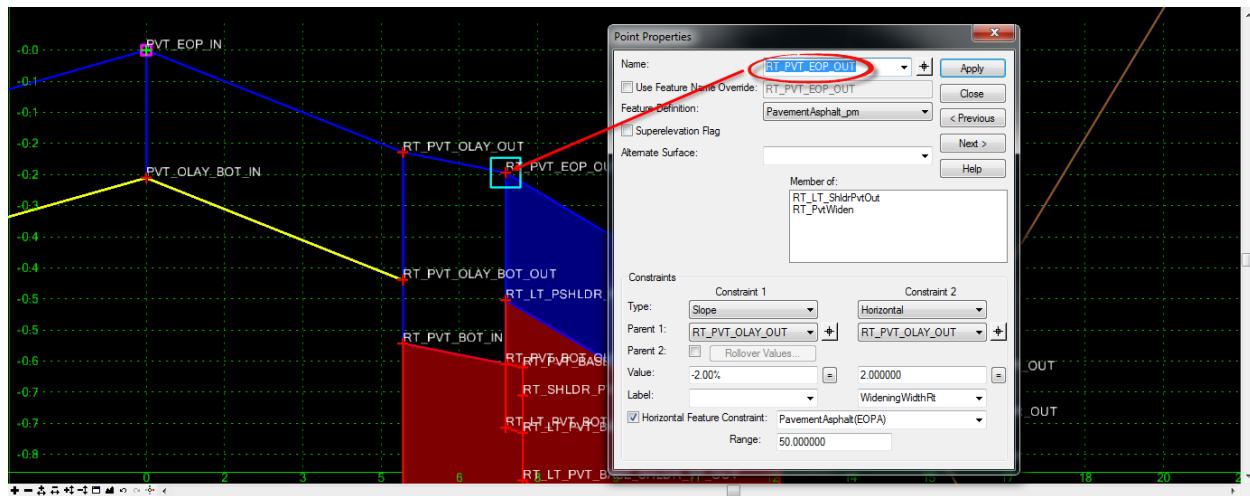 Point Properties
Name:
RT_PVT_EOP_OUT
Apply
Use Feature Name Override:
RT_PVT_EOP_OUT
Close
Feature Definition:
PavementAsphalt_pm
< Previous
Superelevation Flag
Next >
Alternate Surface:
Help
Member of:
RT_LT_ShldrPvtOut
RT_PvtWiden
Constraints
Constraint 1
Constraint 2
Type:
Slope
Horizontal
Parent 1:
RT_PVT_OLAY_OUT
RT_PVT_OLAY_OUT
Parent 2:
Rollover Values...
Value:
-2.00%
=
2.000000
=
Label:
WideningWidthRt
Horizontal Feature Constraint:
PavementAsphalt(EOPA)
Range:
50.000000
PVT_EOP_IN
RT_PVT_OLAY_OUT
RT_PVT_EOP_OU
PVT_OLAY_BOT_IN
RT_PVT_OLAY_BOT_OUT
RT_LT_PSHLDR_
RT_PVT_BOT_IN
RT_SHLDR_P
RT_LT_PVT_B
_OUT
_OUT
-0.0
-0.1
-0.1
-0.2
-0.2
-0.3
-0.4
-0.4
-0.5
-0.5
-0.6
-0.7
-0.7
-0.8
0
2
3
5
6
18
20